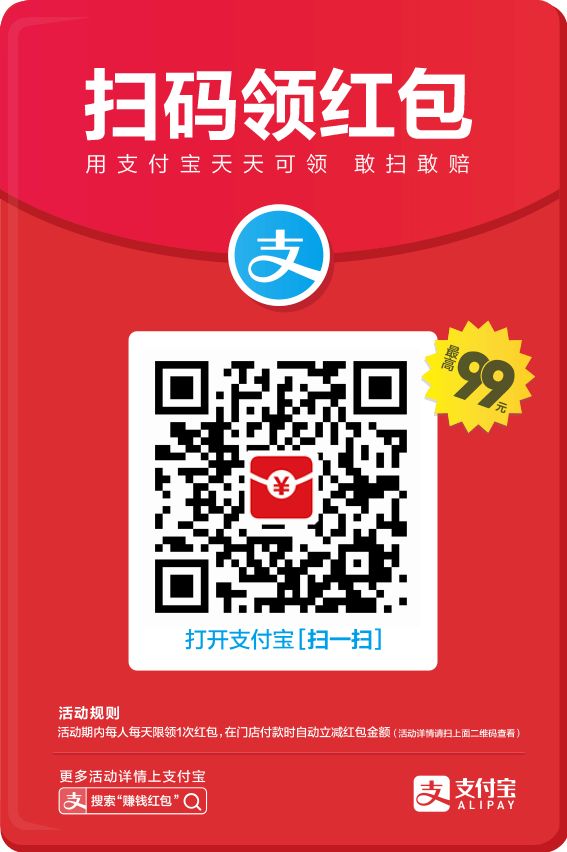 扫码领红包
用支付宝天天可领 敢扫敢赔
支
最高99元
¥
打开支付宝[扫一扫]
活动规则
活动期内每人每天限领1次红包，在门店付款时自动立减红包金额（活动详情请扫上面二维码查看）
更多活动详情上支付宝
支 搜索“赚钱红包”
支 支付宝
ALIPAY